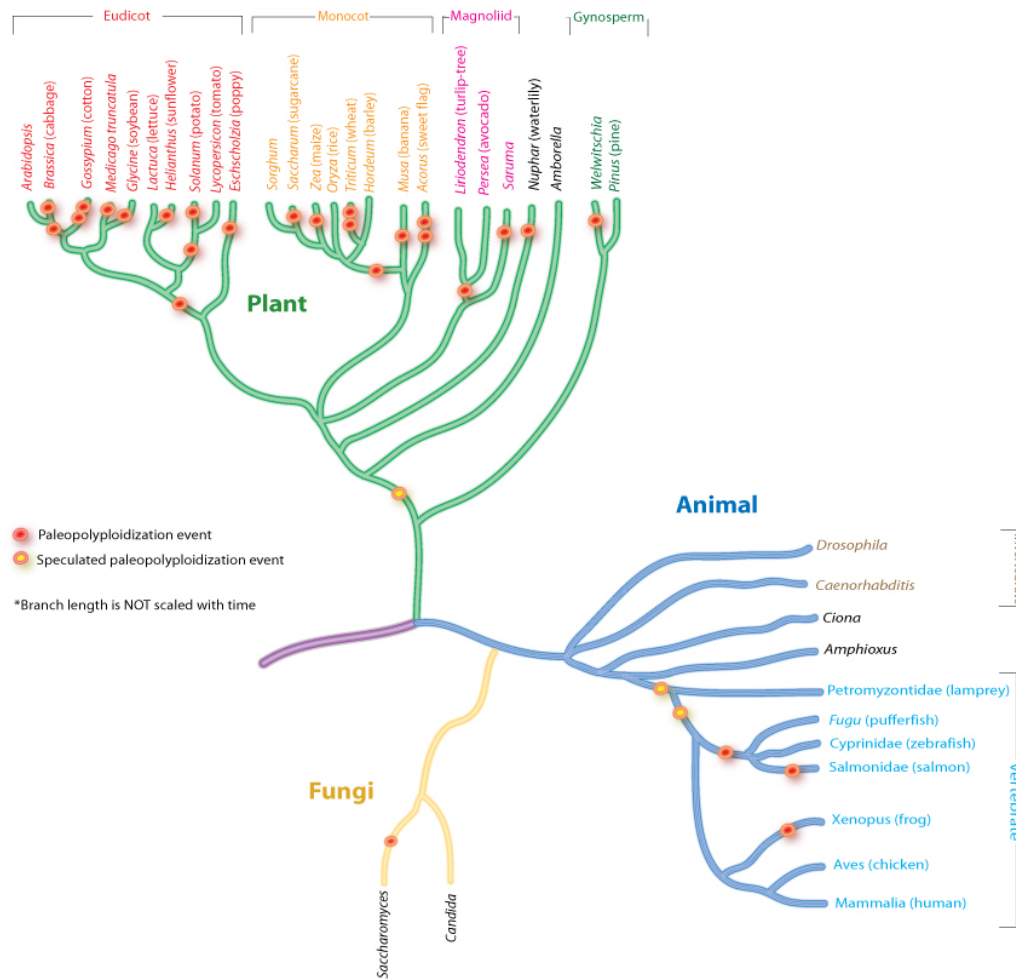 Eudicot
Monocot
Magnoliid
Gynosperm
Arabidopsis
Brassica (cabbage)
Gossypium (cotton)
Medicago truncatula
Glycine (soybean)
Lactuca (lettuce)
Helianthus (sunflower)
Solanum (potato)
Lycopersicon (tomato)
Eschscholzia (poppy)
Sorghum
Saccharum (sugarcane)
Zea (maize)
Oryza (rice)
Triticum (wheat)
Hordeum (barley)
Musa (banana)
Acorus (sweet flag)
Liriodendron (turlip-tree)
Persea (avocado)
Saruma
Nuphar (waterlily)
Amborella
Welwitschia
Pinus (pine)
Plant
Animal
Paleopolyploidization event
Speculated paleopolyploidization event
*Branch length is NOT scaled with time
Drosophila
Caenorhabditis
Ciona
Amphioxus
Petromyzontidae (lamprey)
Fugu (pufferfish)
Cyprinidae (zebrafish)
Salmonidae (salmon)
Vertebrate
Xenopus (frog)
Aves (chicken)
Mammalia (human)
Fungi
Saccharomyces
Candida